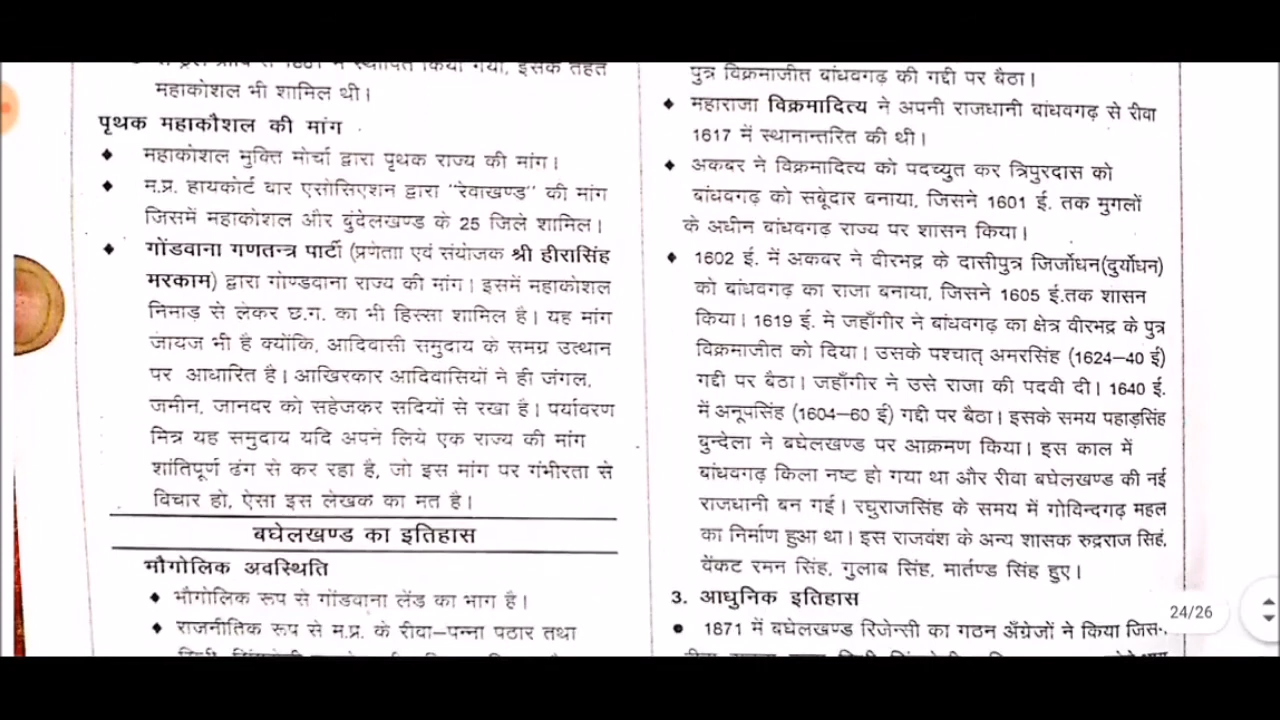 महाकोशल भी शामिल थी।
पृथक महाकौशल की मांग
◆ महाकोशल मुक्ति मोर्चा द्वारा पृथक राज्य की मांग।
◆ म.प्र. हायकोर्ट बार एसोसिएशन द्वारा "रेवाखण्ड" की मांग
जिसमें महाकोशल और बुंदेलखण्ड के 25 जिले शामिल।
◆ गोंडवाना गणतन्त्र पार्टी (प्रणेताा एवं संयोजक श्री हीरासिंह
मरकाम) द्वारा गोण्डवाना राज्य की मांग। इसमें महाकोशल
निमाड़ से लेकर छ.ग. का भी हिस्सा शामिल है। यह मांग
जायज भी है क्योंकि, आदिवासी समुदाय के समग्र उत्थान
पर आधारित है। आखिरकार आदिवासियों ने ही जंगल,
जमीन, जानवर को सहेजकर सदियों से रखा है। पर्यावरण
मित्र यह समुदाय यदि अपने लिये एक राज्य की मांग
शांतिपूर्ण ढंग से कर रहा है, जो इस मांग पर गंभीरता से
विचार हो, ऐसा इस लेखक का मत है।
बघेलखण्ड का इतिहास
भौगोलिक अवस्थिति
◆ भौगोलिक रूप से गोंडवाना लेंड का भाग है।
◆ राजनीतिक रूप से म.प्र. के रीवा–पन्ना पठार तथा
पुत्र विक्रमाजीत बांधवगढ़ की गद्दी पर बैठा।
◆ महाराजा विक्रमादित्य ने अपनी राजधानी बांधवगढ़ से रीवा
1617 में स्थानान्तरित की थी।
◆ अकबर ने विक्रमादित्य को पदच्युत कर त्रिपुरदास को
बांधवगढ़ को सबूेदार बनाया, जिसने 1601 ई. तक मुगलों
के अधीन बांधवगढ़ राज्य पर शासन किया।
◆ 1602 ई. में अकबर ने वीरभद्र के दासीपुत्र जिर्जोधन(दुर्योधन)
को बांधवगढ़ का राजा बनाया, जिसने 1605 ई.तक शासन
किया। 1619 ई. मे जहाँगीर ने बांधवगढ़ का क्षेत्र वीरभद्र के पुत्र
विक्रमाजीत को दिया। उसके पश्चात् अमरसिंह (1624–40 ई)
गद्दी पर बैठा। जहाँगीर ने उसे राजा की पदवी दी। 1640 ई.
में अनूपसिंह (1604–60 ई) गद्दी पर बैठा। इसके समय पहाड़सिंह
बुन्देला ने बघेलखण्ड पर आक्रमण किया। इस काल में
बांधवगढ़ किला नष्ट हो गया था और रीवा बघेलखण्ड की नई
राजधानी बन गई। रघुराजसिंह के समय में गोविन्दगढ़ महल
का निर्माण हुआ था। इस राजवंश के अन्य शासक रुद्रराज सिहं,
वेंकट रमन सिंह, गुलाब सिंह, मार्तण्ड सिंह हुए।
3. आधुनिक इतिहास
● 1871 में बघेलखण्ड रिजेन्सी का गठन अँग्रेजों ने किया
24/26